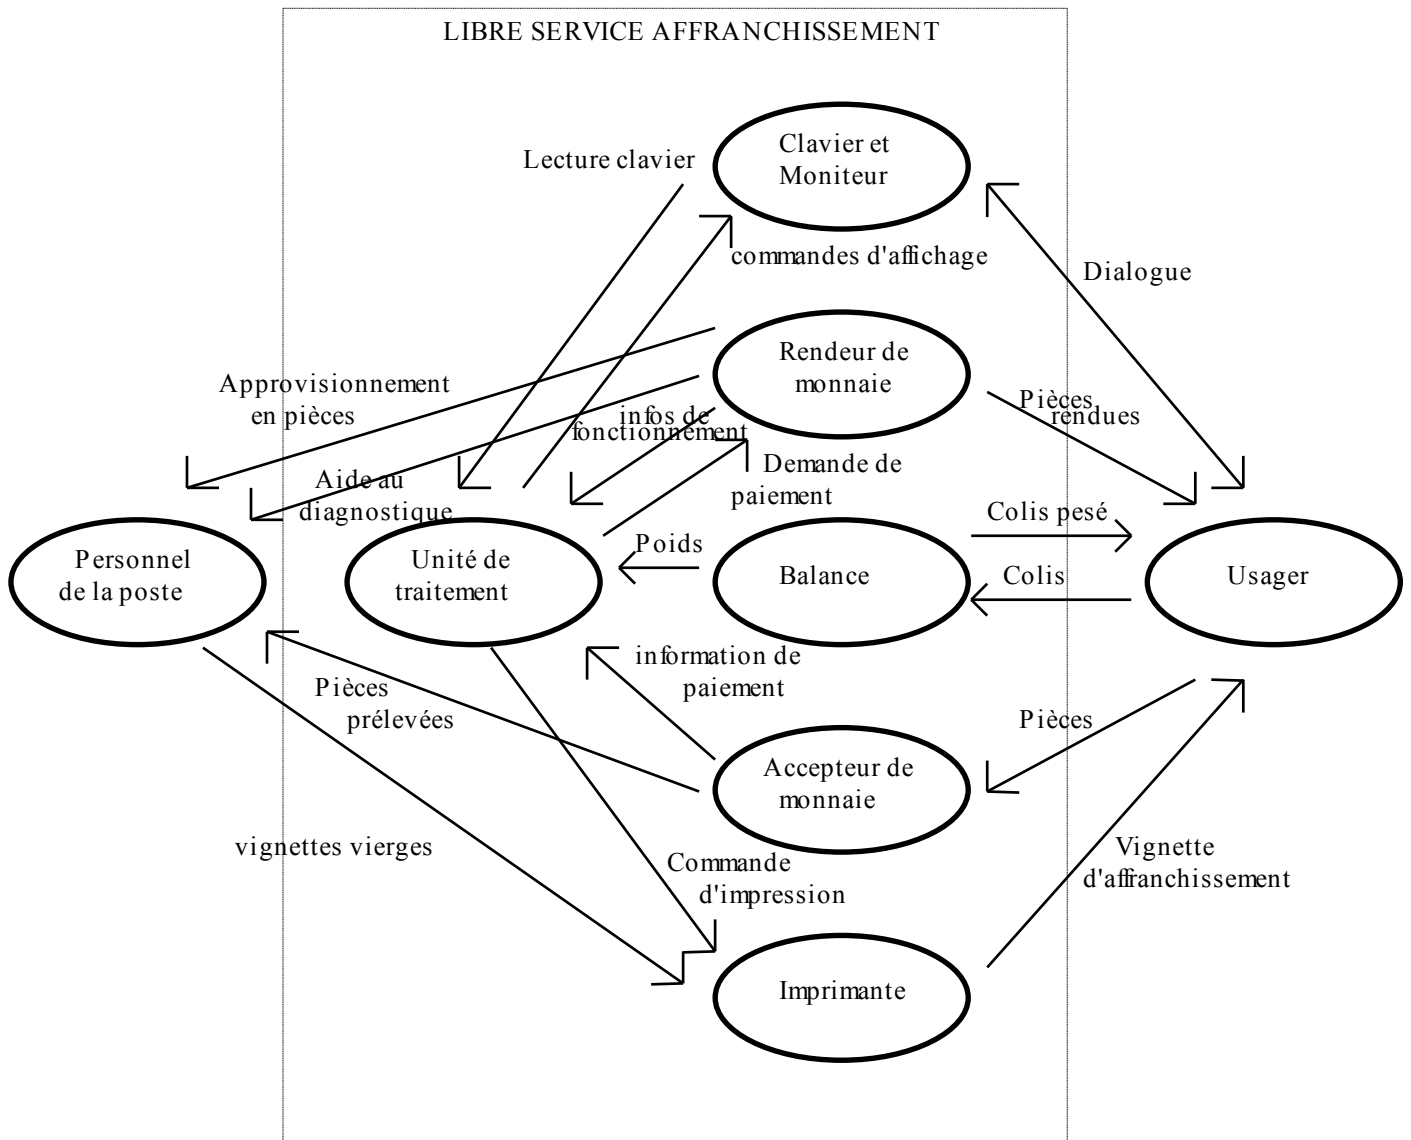 LIBRE SERVICE AFFRANCHISSEMENT
Clavier et
Moniteur
Lecture clavier
commandes d'affichage
Dialogue
Rendeur de
monnaie
Approvisionnement
en pièces
infos de
fonctionnement
Pièces
rendues
Demande de
paiement
Aide au
diagnostique
Colis pesé
Poids
Personnel
de la poste
Unité de
traitement
Balance
Colis
Usager
information de
paiement
Pièces
prélevées
Pièces
Accepteur de
monnaie
vignettes vierges
Commande
d'impression
Vignette
d'affranchissement
Imprimante